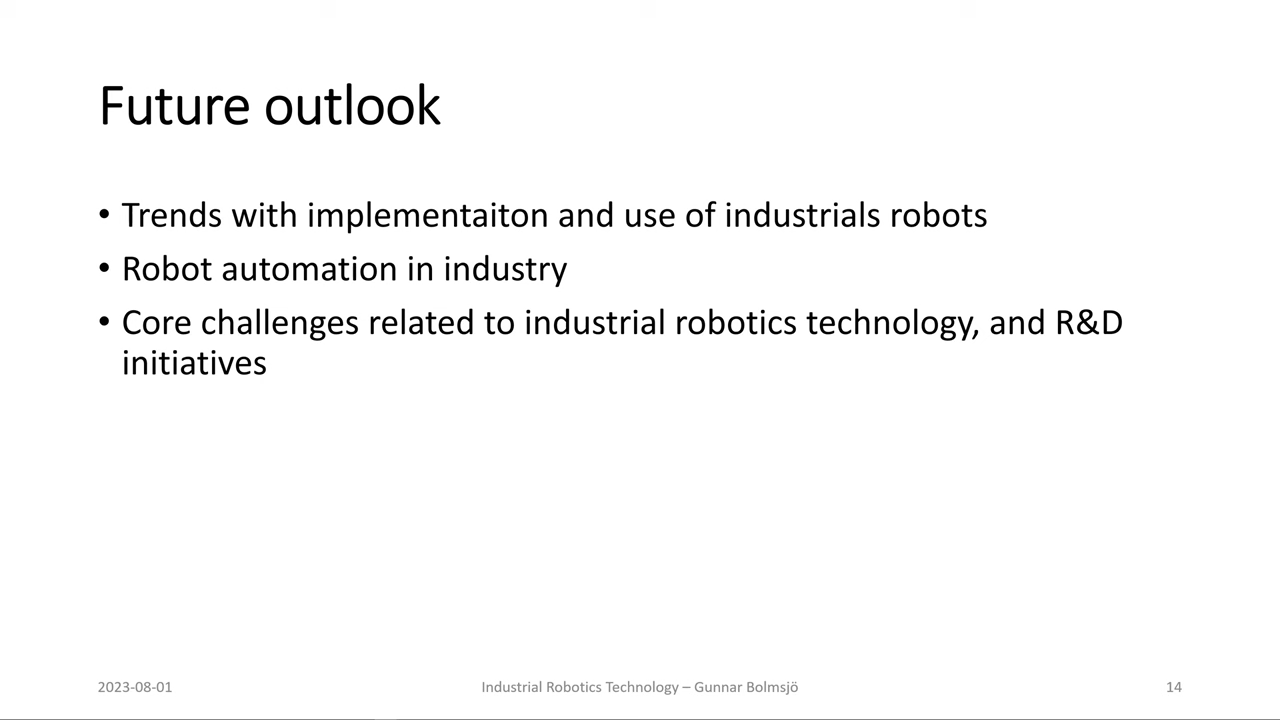 Future outlook
• Trends with implementaiton and use of industrials robots
• Robot automation in industry
• Core challenges related to industrial robotics technology, and R&D
initiatives
2023-08-01
Industrial Robotics Technology – Gunnar Bolmsjö
14